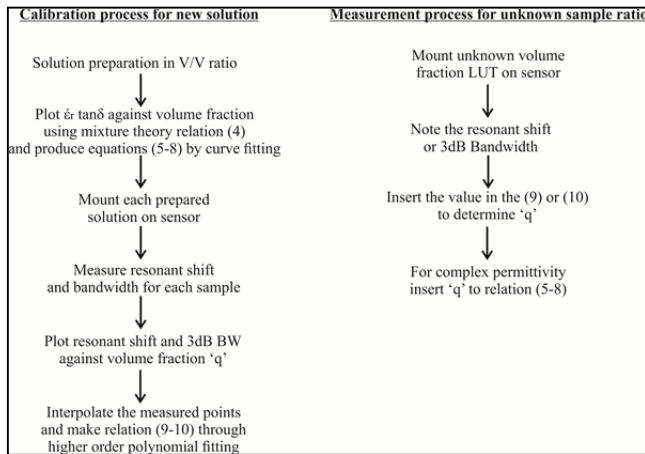 Calibration process for new solution
Solution preparation in V/V ratio
Plot έr tanδ against volume fraction
using mixture theory relation (4)
and produce equations (5-8) by curve fitting
Mount each prepared
solution on sensor
Measure resonant shift
and bandwidth for each sample
Plot resonant shift and 3dB BW
against volume fraction ‘q’
Interpolate the measured points
and make relation (9-10) through
higher order polynomial fitting
Measurement process for unknown sample ratio
Mount unknown volume
fraction LUT on sensor
Note the resonant shift
or 3dB Bandwidth
Insert the value in the (9) or (10)
to determine ‘q’
For complex permittivity
insert ‘q’ to relation (5-8)